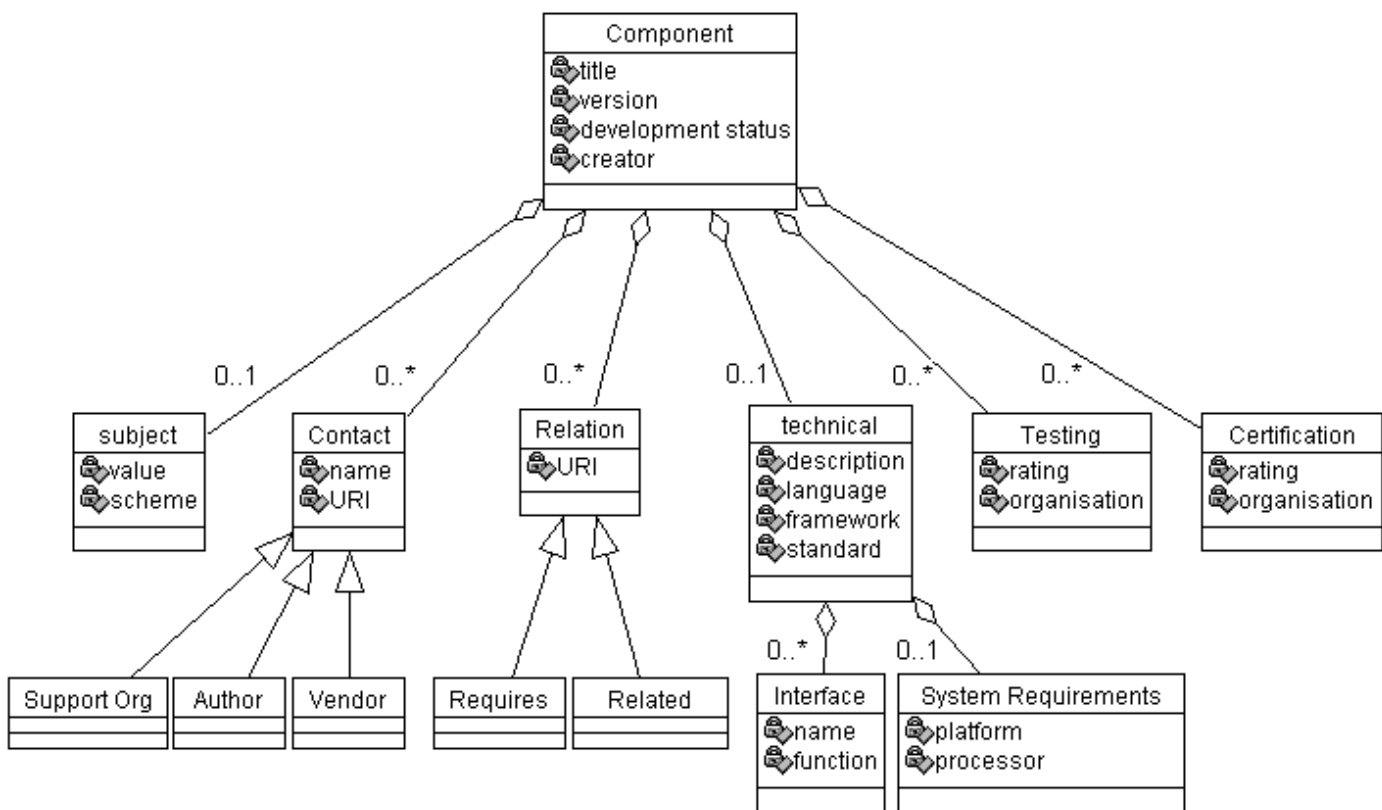 Component
title
version
development status
creator
0..1
0..*
0..*
0..1
0..*
0..*
subject
value
scheme
Contact
name
URI
Relation
URI
technical
description
language
framework
standard
Testing
rating
organisation
Certification
rating
organisation
0..*
0..1
Support Org
Author
Vendor
Requires
Related
Interface
name
function
System Requirements
platform
processor